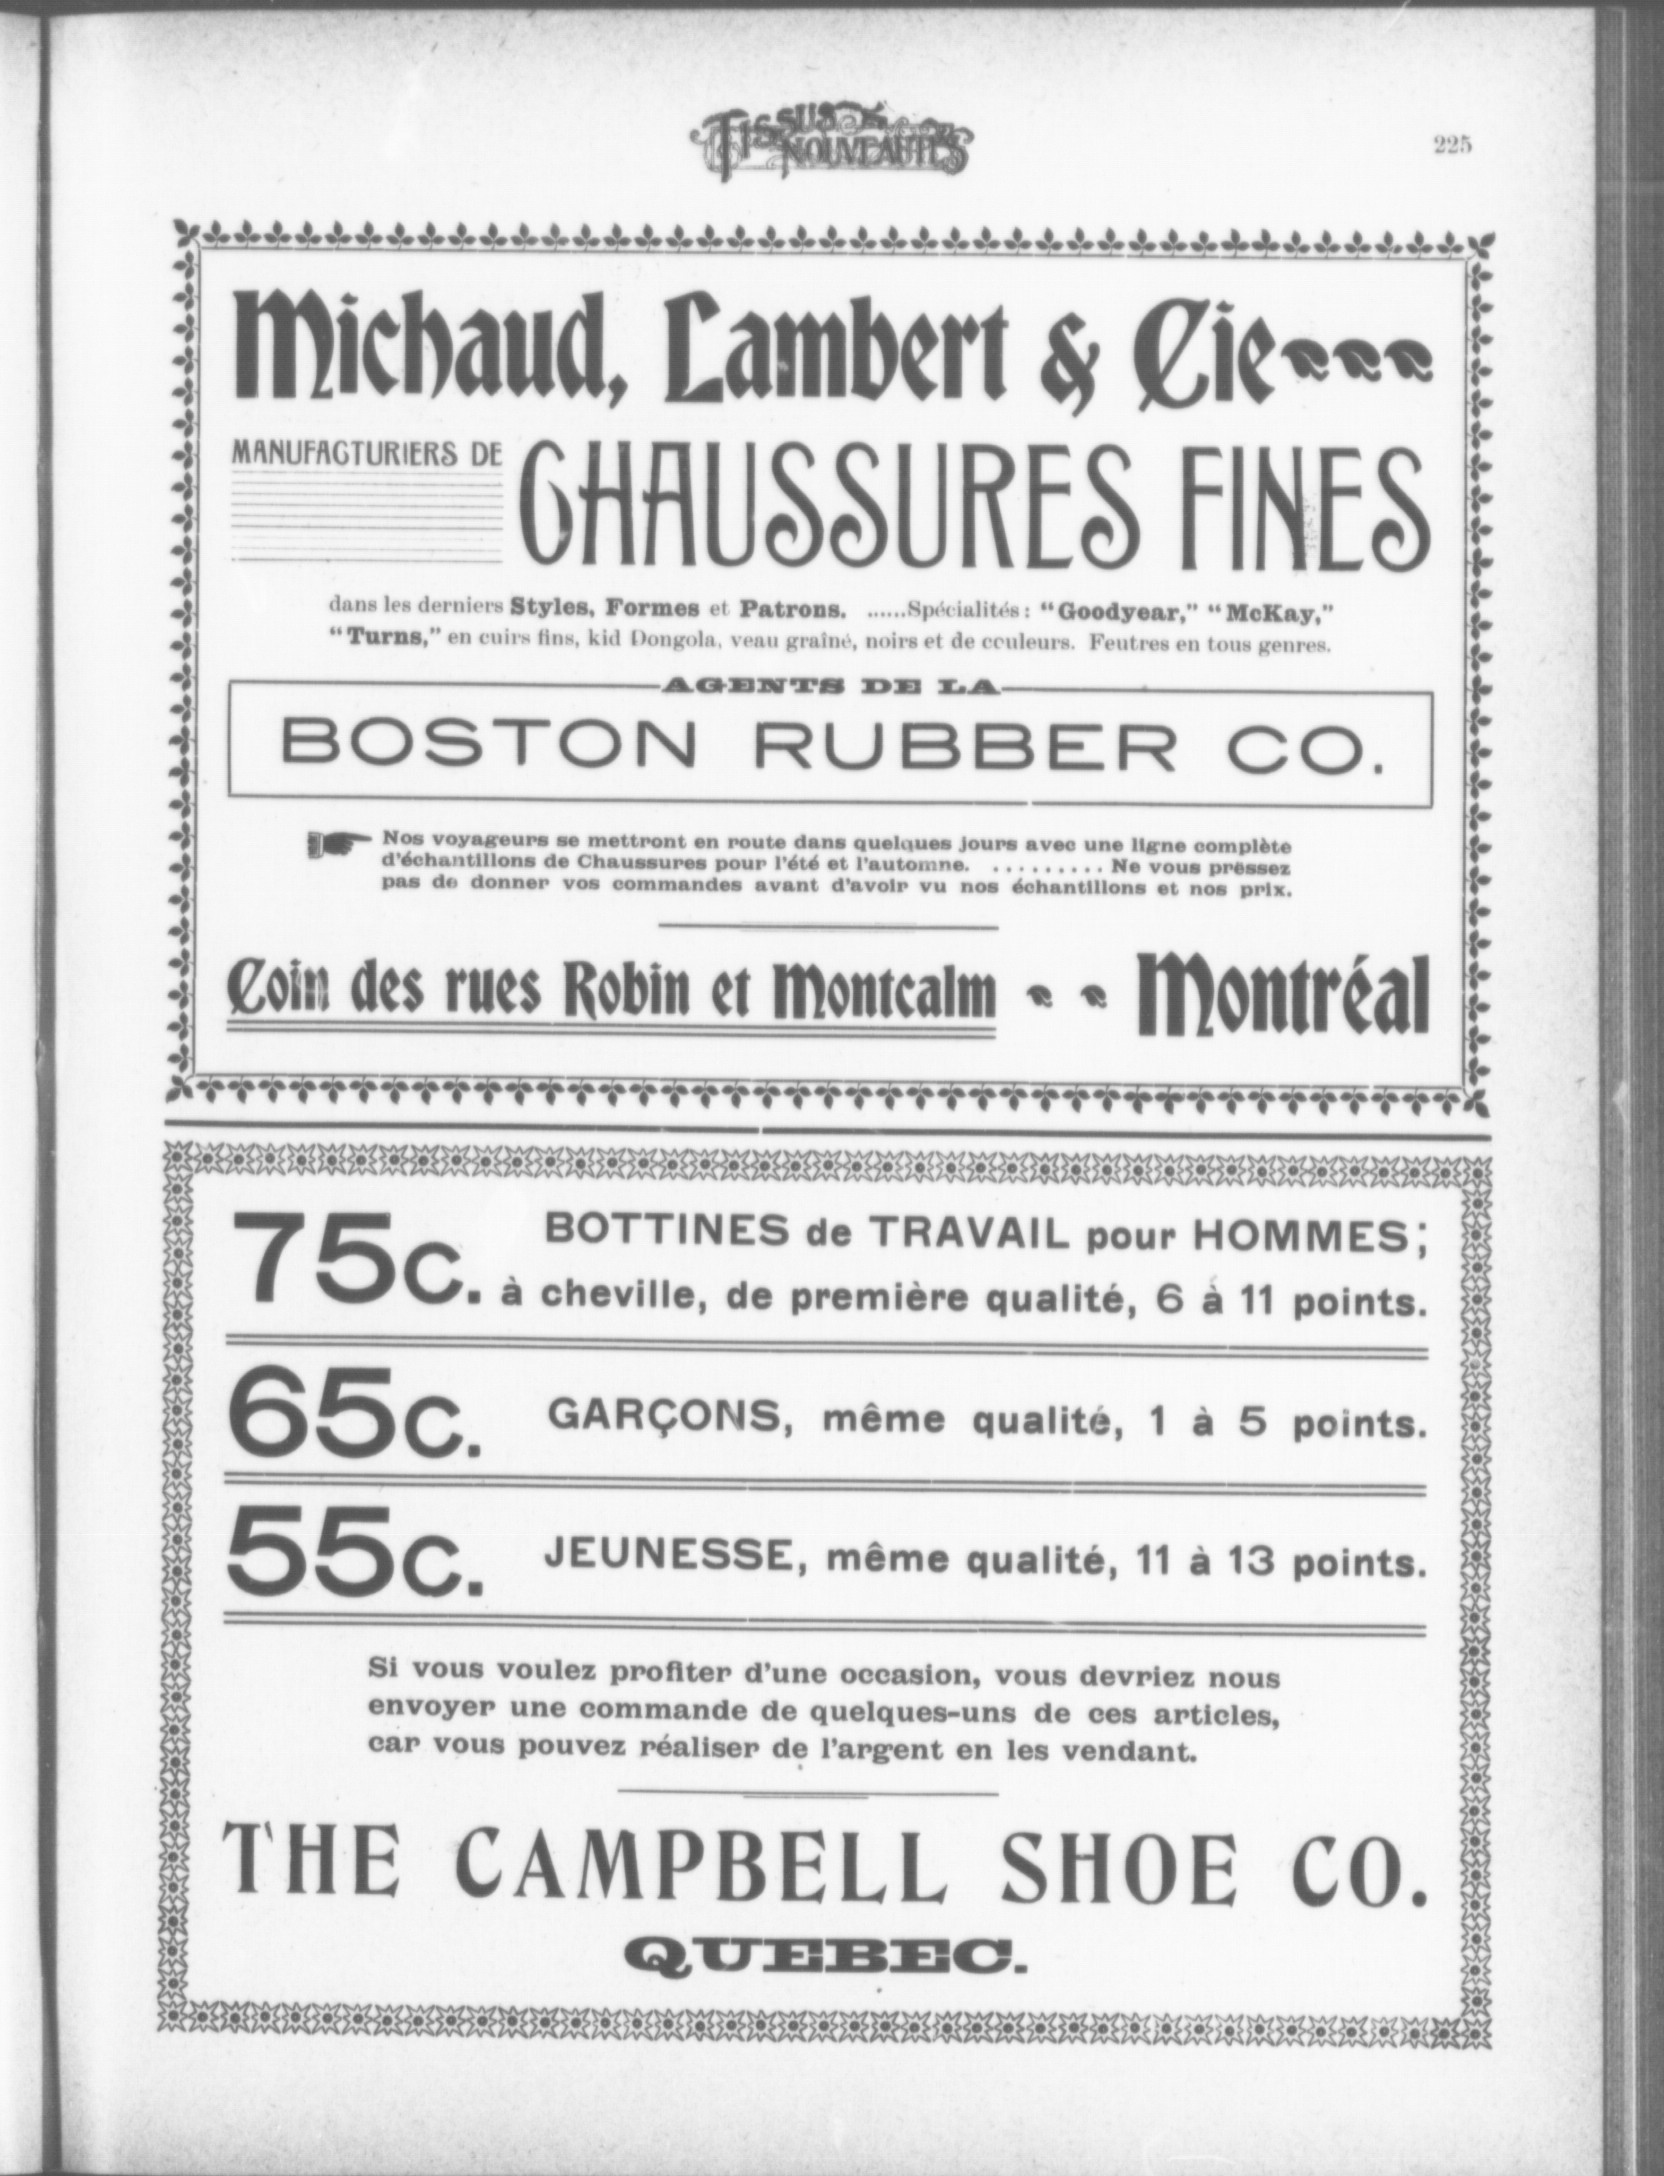 TISSUS & NOUVEAUTÉS
225
Michaud, Lambert & Cie
MANUFACTURIERS DE CHAUSSURES FINES
dans les derniers Styles, Formes et Patrons. ......Spécialités: "Goodyear," "McKay,"
"Turns," en cuirs fins, kid Dongola, veau graîné, noirs et de couleurs. Feutres en tous genres.
AGENTS DE LA
BOSTON RUBBER CO.
Nos voyageurs se mettront en route dans quelques jours avec une ligne complète
d'échantillons de Chaussures pour l'été et l'automne. ......... Ne vous pressez
pas de donner vos commandes avant d'avoir vu nos échantillons et nos prix.
Coin des rues Robin et Montcalm - - Montréal
75c. BOTTINES de TRAVAIL pour HOMMES;
à cheville, de première qualité, 6 à 11 points.
65c. GARÇONS, même qualité, 1 à 5 points.
55c. JEUNESSE, même qualité, 11 à 13 points.
Si vous voulez profiter d'une occasion, vous devriez nous
envoyer une commande de quelques-uns de ces articles,
car vous pouvez réaliser de l'argent en les vendant.
THE CAMPBELL SHOE CO.
QUEBEC.